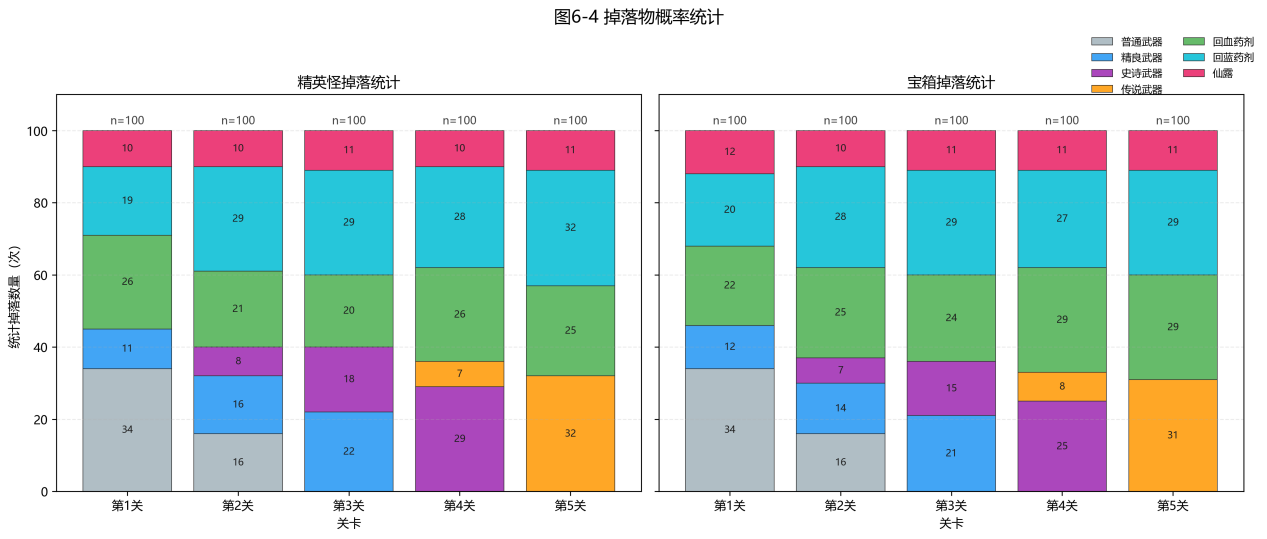 图6-4 掉落物概率统计
普通武器 回血药剂
精良武器 回蓝药剂
史诗武器 仙露
传说武器
精英怪掉落统计
统计掉落数量（次）
100
80
60
40
20
0
n=100 n=100 n=100 n=100 n=100
10 10 11 10 11
19 29 29 28 32
26 21 20 26 25
11 8 18 7 32
34 16 22 29
16
第1关 第2关 第3关 第4关 第5关
关卡
宝箱掉落统计
n=100 n=100 n=100 n=100 n=100
12 10 11 11 11
20 28 29 27 29
22 25 24 29 29
12 7 15 8 31
34 14 21 25
16
第1关 第2关 第3关 第4关 第5关
关卡